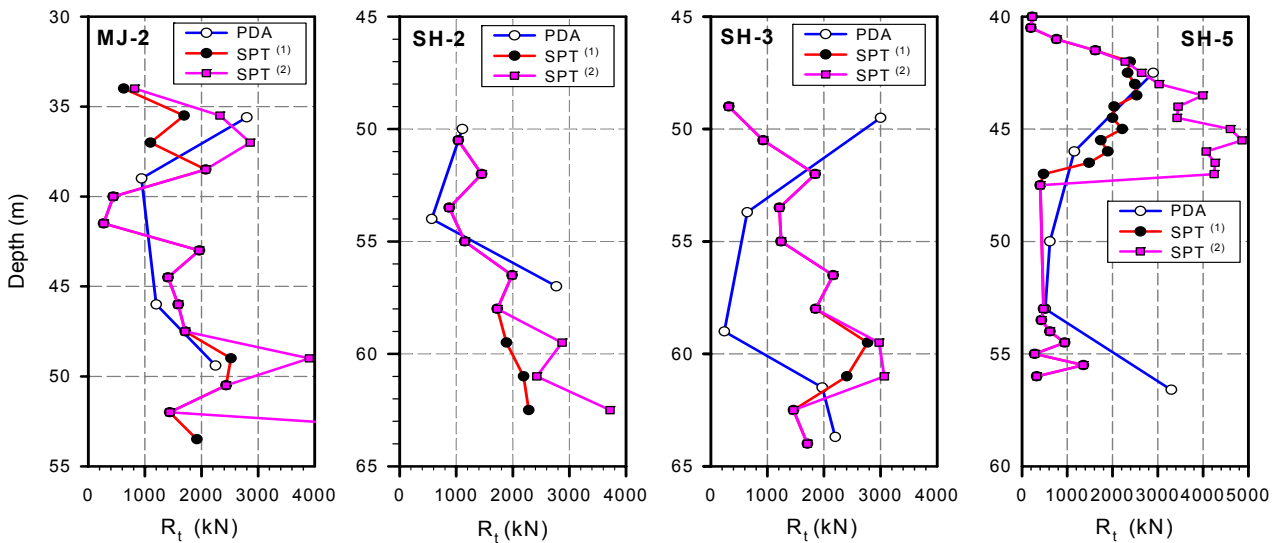 MJ-2
PDA
SPT (1)
SPT (2)
30
35
40
45
50
55
0 1000 2000 3000 4000
Rt (kN)
Depth (m)
SH-2
PDA
SPT (1)
SPT (2)
45
50
55
60
65
0 1000 2000 3000 4000
Rt (kN)
SH-3
PDA
SPT (1)
SPT (2)
45
50
55
60
65
0 1000 2000 3000 4000
Rt (kN)
SH-5
PDA
SPT (1)
SPT (2)
40
45
50
55
60
0 1000 2000 3000 4000 5000
Rt (kN)